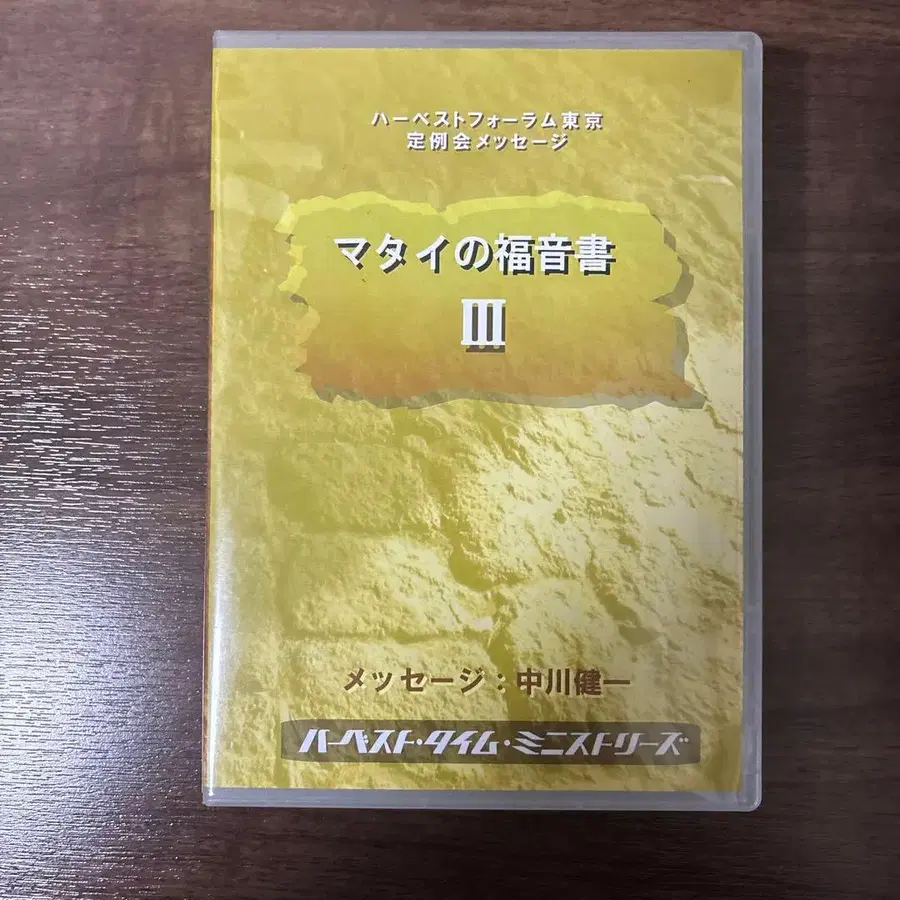 ハーベストフォーラム東京
定例会メッセージ
マタイの福音書
III
メッセージ：中川健一
ハーベスト・タイム・ミニストリーズ